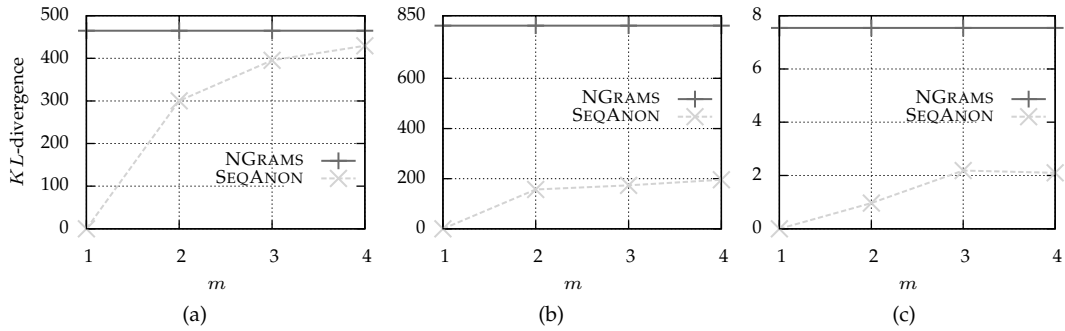 KL-divergence
500
400
300
200
100
0
NGRAMS
SEQANON
1 2 3 4
m
(a)
850
800
600
400
200
0
NGRAMS
SEQANON
1 2 3 4
m
(b)
8
6
4
2
0
NGRAMS
SEQANON
1 2 3 4
m
(c)